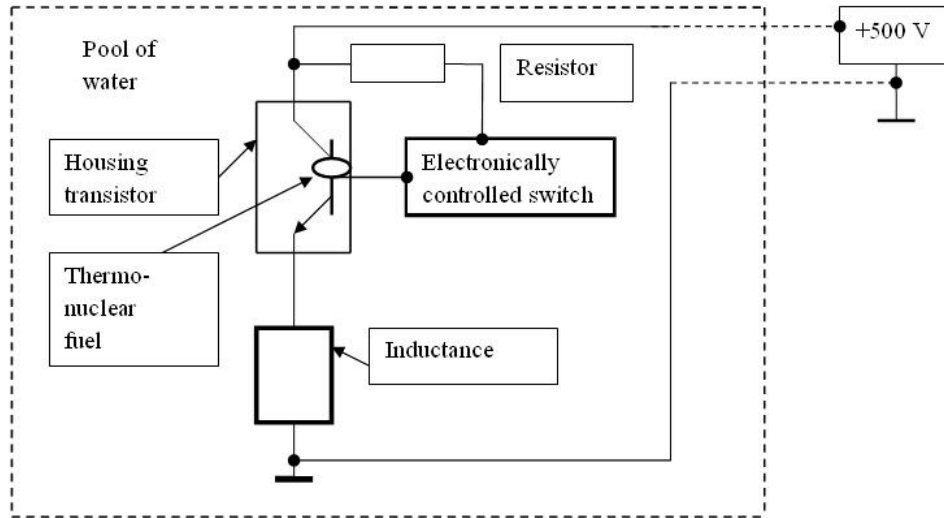 Pool of
water
Resistor
+500 V
Housing
transistor
Electronically
controlled switch
Thermo-
nuclear
fuel
Inductance